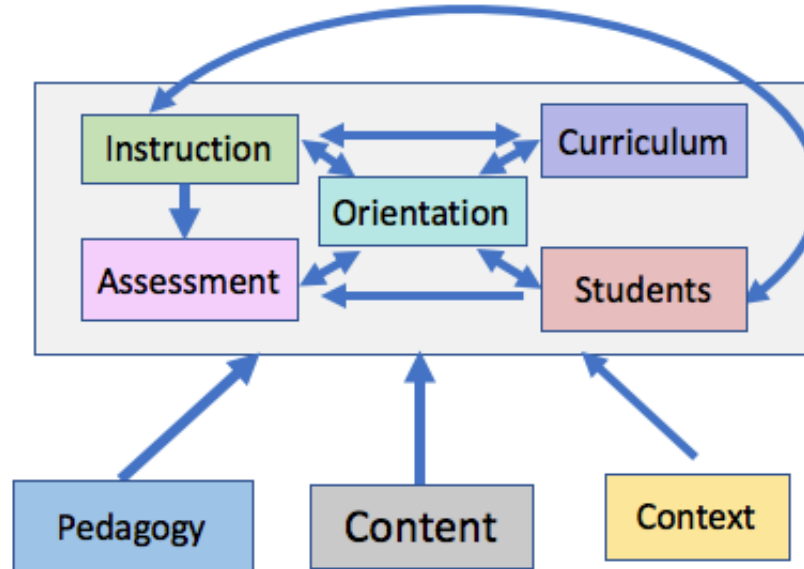 Instruction
Curriculum
Orientation
Assessment
Students
Pedagogy
Content
Context